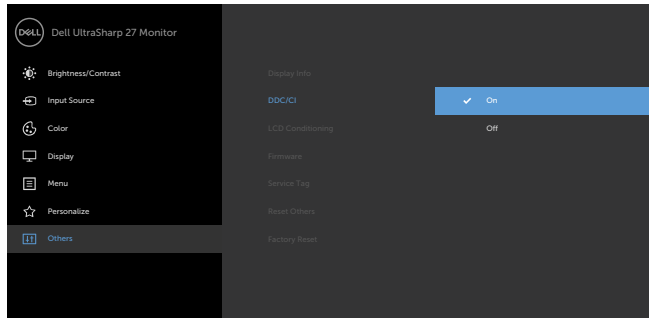 DELL Dell UltraSharp 27 Monitor
Brightness/Contrast
Input Source
Color
Display
Menu
Personalize
Others
Display Info
DDC/CI
LCD Conditioning
Firmware
Service Tag
Reset Others
Factory Reset
On
Off